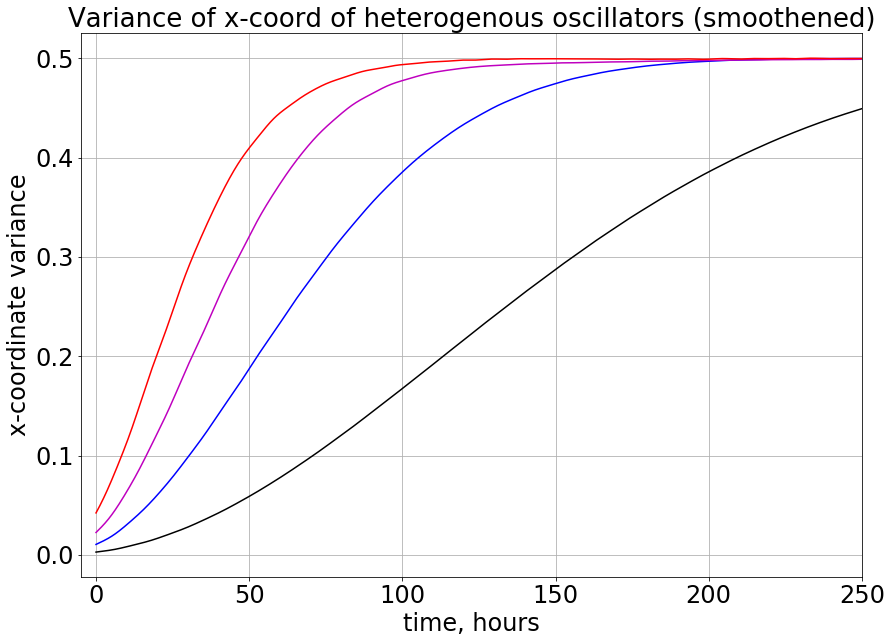 Variance of x-coord of heterogenous oscillators (smoothened)
x-coordinate variance
0.5
0.4
0.3
0.2
0.1
0.0
0 50 100 150 200 250
time, hours